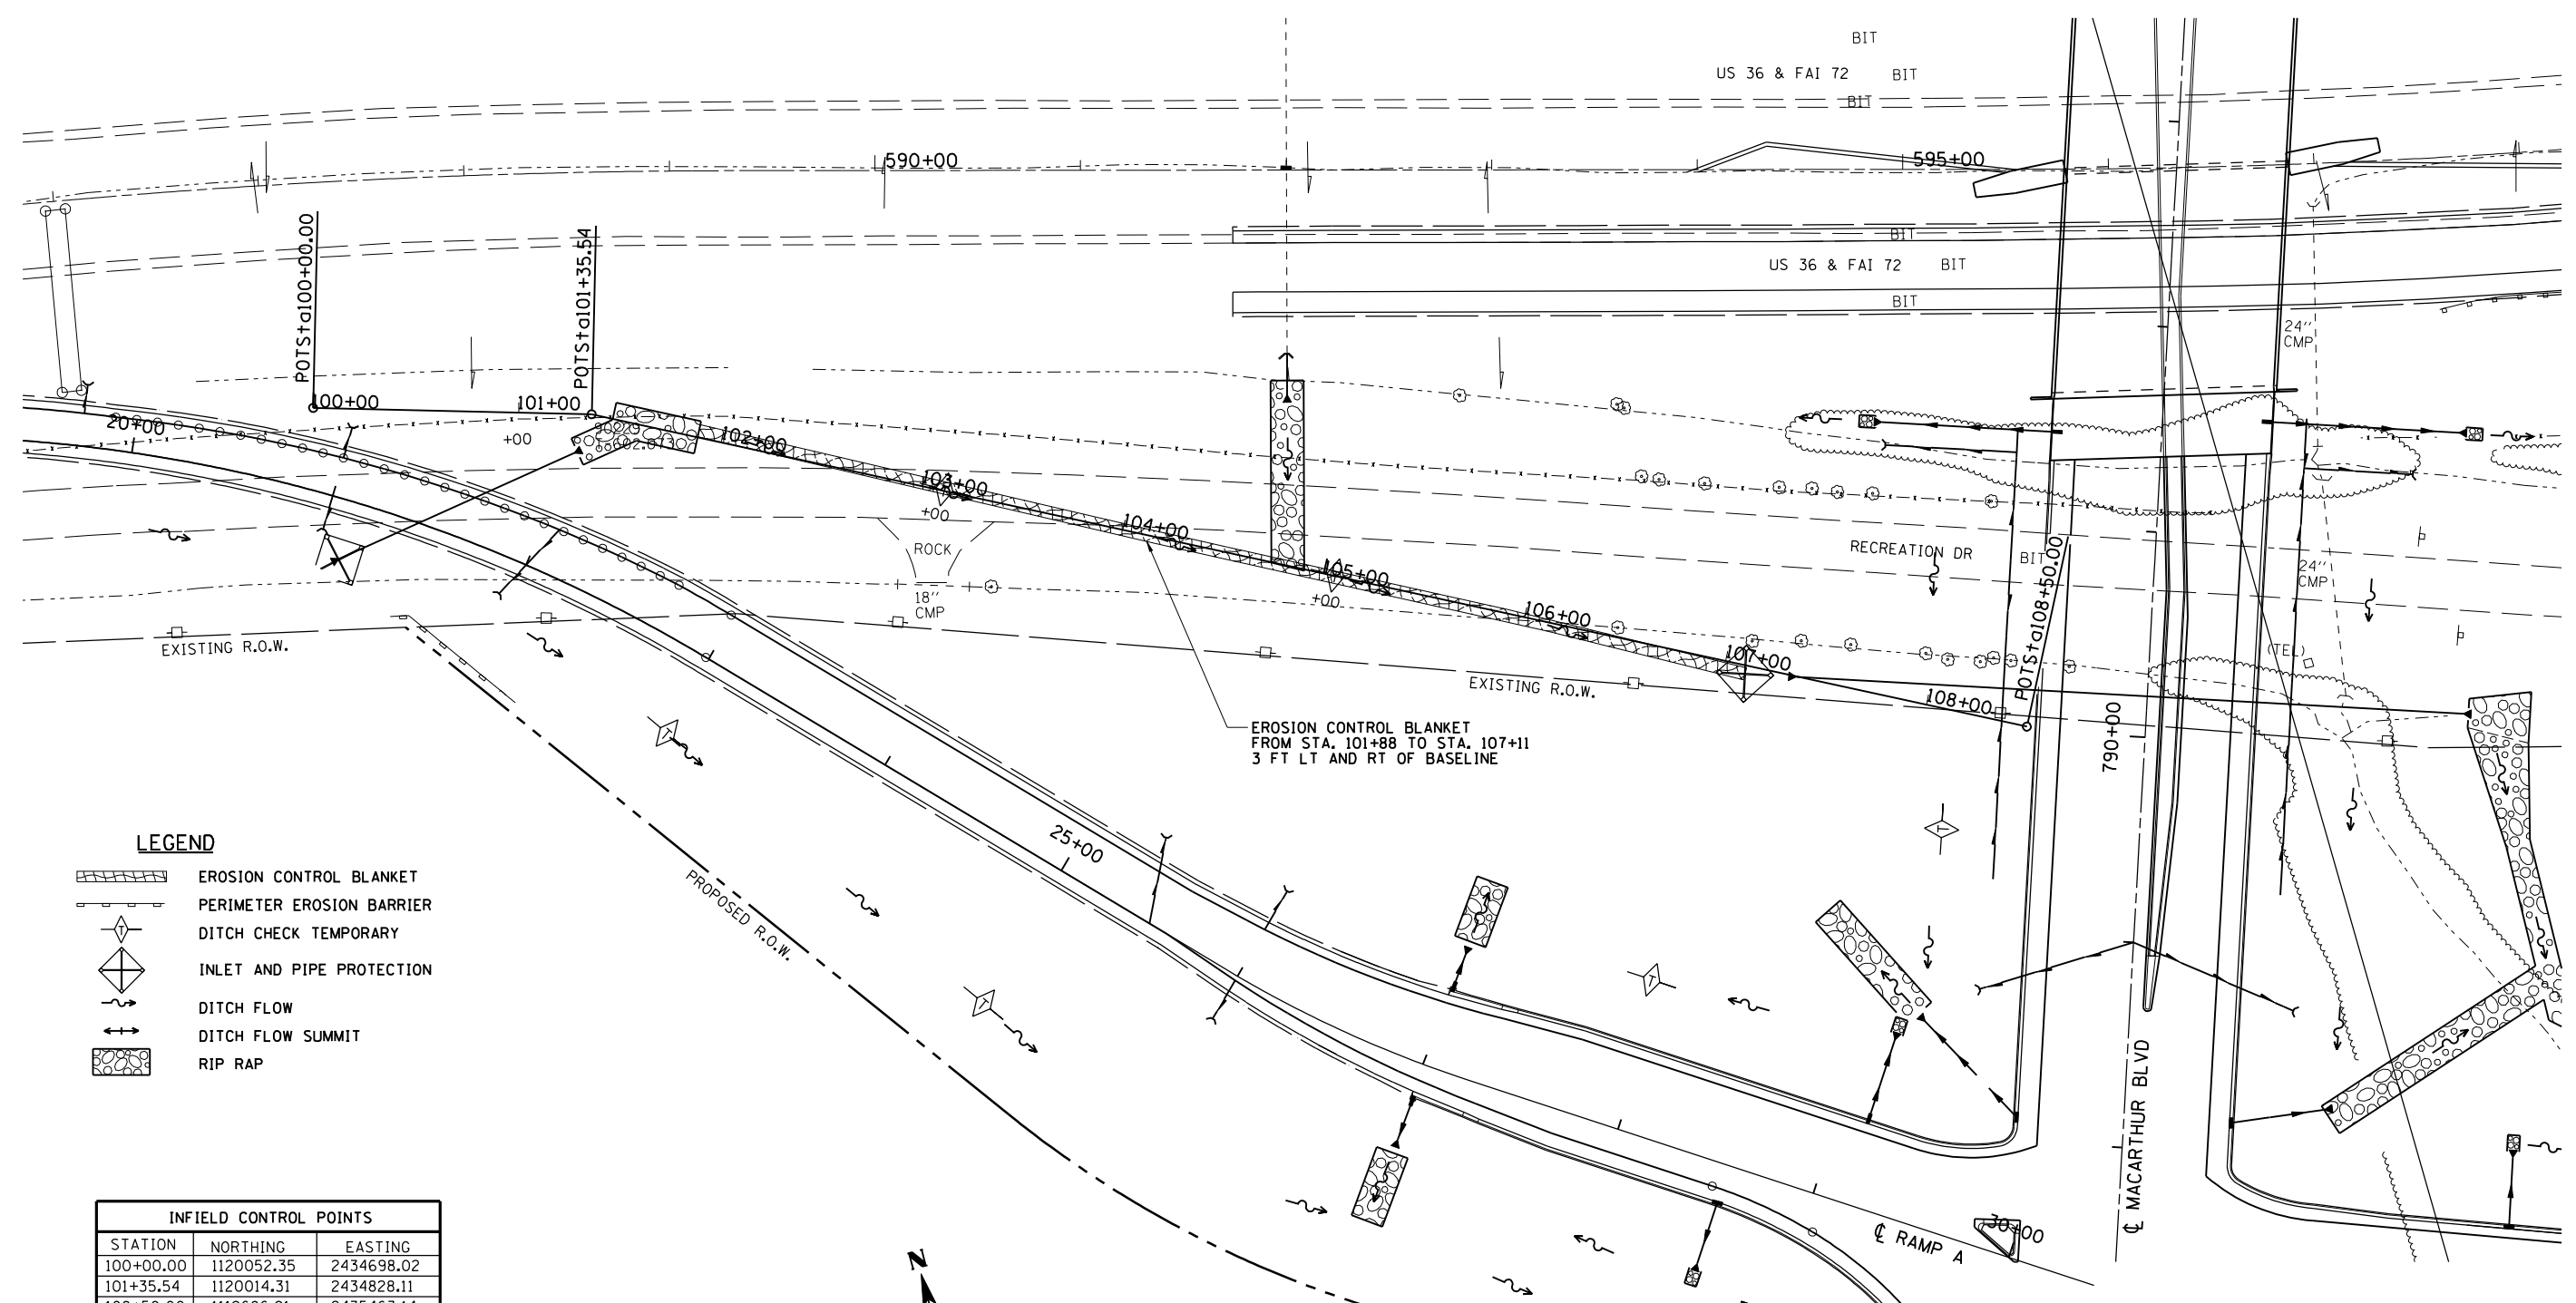 BIT
US 36 & FAI 72 BIT
BIT
590+00
595+00
BIT
US 36 & FAI 72 BIT
BIT
POTSta100+00.00
POTSta101+35.54
24''
CMP
100+00
101+00
20+00
+00
102+00
103+00
+00
104+00
ROCK
18''
CMP
105+00
+00
106+00
107+00
108+00
RECREATION DR
BIT
POTSta108+50.00
24''
CMP
(TEL)
EXISTING R.O.W.
EXISTING R.O.W.
790+00
EROSION CONTROL BLANKET
FROM STA. 101+88 TO STA. 107+11
3 FT LT AND RT OF BASELINE
T
T
25+00
PROPOSED R.O.W.
T
T
LEGEND
EROSION CONTROL BLANKET
PERIMETER EROSION BARRIER
T DITCH CHECK TEMPORARY
INLET AND PIPE PROTECTION
DITCH FLOW
DITCH FLOW SUMMIT
RIP RAP
℄ MACARTHUR BLVD
℄ RAMP A
30+00
N
INFIELD CONTROL POINTS
STATION NORTHING EASTING
100+00.00 1120052.35 2434698.02
101+35.54 1120014.31 2434828.11